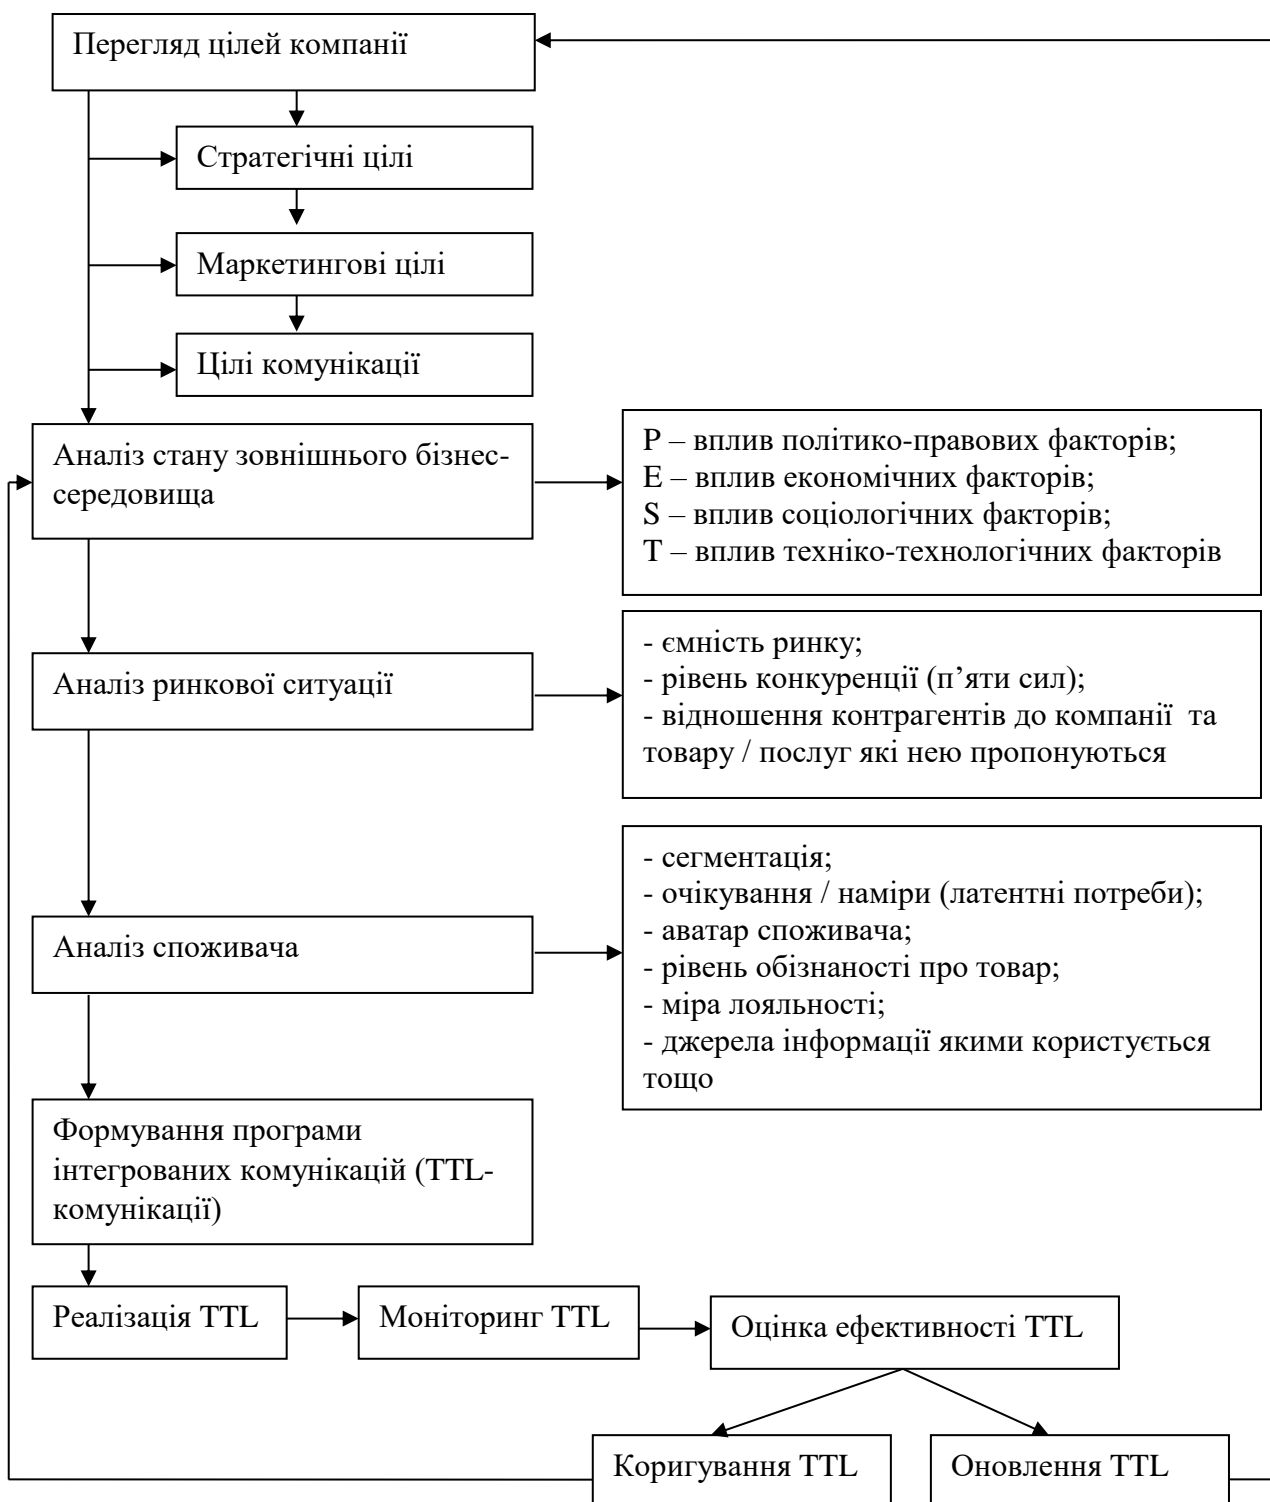 Перегляд цілей компанії
Стратегічні цілі
Маркетингові цілі
Цілі комунікації
Аналіз стану зовнішнього бізнес-
середовища
P – вплив політико-правових факторів;
E – вплив економічних факторів;
S – вплив соціологічних факторів;
T – вплив техніко-технологічних факторів
Аналіз ринкової ситуації
- ємність ринку;
- рівень конкуренції (п’яти сил);
- відношення контрагентів до компанії та
товару / послуг які нею пропонуються
Аналіз споживача
- сегментація;
- очікування / наміри (латентні потреби);
- аватар споживача;
- рівень обізнаності про товар;
- міра лояльності;
- джерела інформації якими користується
тощо
Формування програми
інтегрованих комунікацій (TTL-
комунікації)
Реалізація TTL
Моніторинг TTL
Оцінка ефективності TTL
Коригування TTL
Оновлення TTL